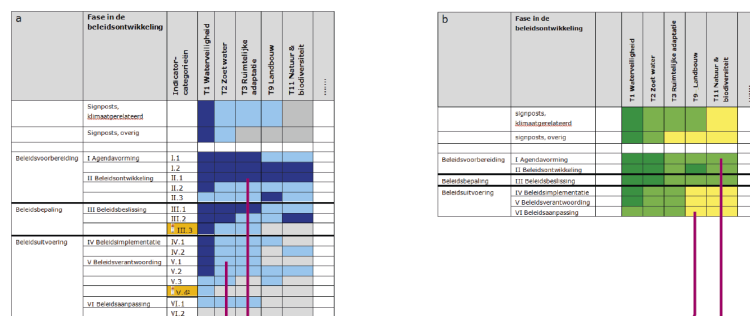 a
Fase in de
beleidsontwikkeling
Indicator-
categorieën
T1 Waterveiligheid
T2 Zoet water
T3 Ruimtelijke
adaptatie
T9 Landbouw
T11 Natuur &
biodiversiteit
.......
Signposts,
klimaatgerelateerd
Signposts, overig
Beleidsvoorbereiding I Agendavorming I.1
I.2
II Beleidsontwikkeling II.1
II.2
II.3
Beleidsbepaling III Beleidsbeslissing III.1
III.2
III.3
Beleidsuitvoering IV Beleidsimplementatie IV.1
IV.2
V Beleidsverantwoording V.1
V.2
V.3
VI Beleidsaanpassing VI.1
VI.2
b
Fase in de
beleidsontwikkeling
T1 Waterveiligheid
T2 Zoet water
T3 Ruimtelijke adaptatie
T9 Landbouw
T11 Natuur &
biodiversiteit
signposts,
klimaatgerelateerd
signposts, overig
Beleidsvoorbereiding I Agendavorming
II Beleidsontwikkeling
Beleidsbepaling III Beleidsbeslissing
Beleidsuitvoering IV Beleidsimplementatie
V Beleidsverantwoording
VI Beleidsaanpassing